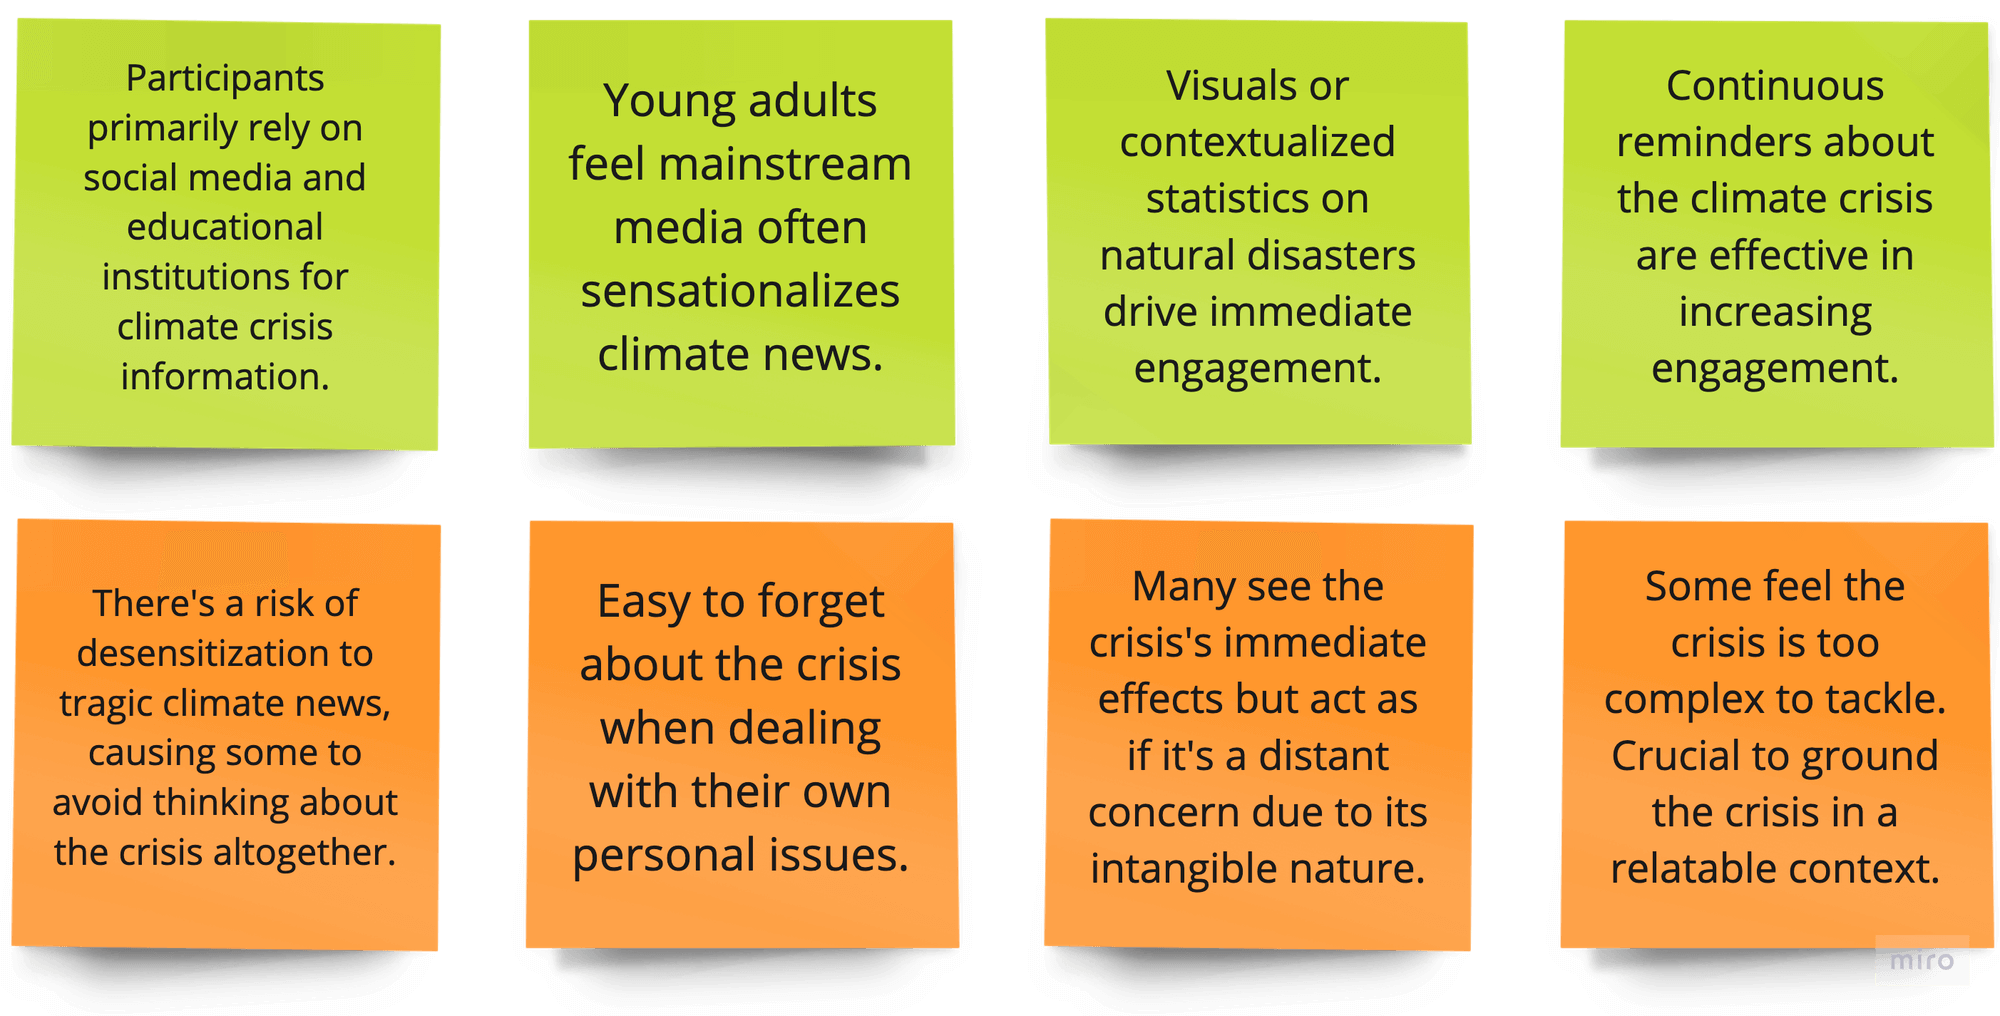 Participants
primarily rely on
social media and
educational
institutions for
climate crisis
information.
Young adults
feel mainstream
media often
sensationalizes
climate news.
Visuals or
contextualized
statistics on
natural disasters
drive immediate
engagement.
Continuous
reminders about
the climate crisis
are effective in
increasing
engagement.
There's a risk of
desensitization to
tragic climate news,
causing some to
avoid thinking about
the crisis altogether.
Easy to forget
about the crisis
when dealing
with their own
personal issues.
Many see the
crisis's immediate
effects but act as
if it's a distant
concern due to its
intangible nature.
Some feel the
crisis is too
complex to tackle.
Crucial to ground
the crisis in a
relatable context.
miro